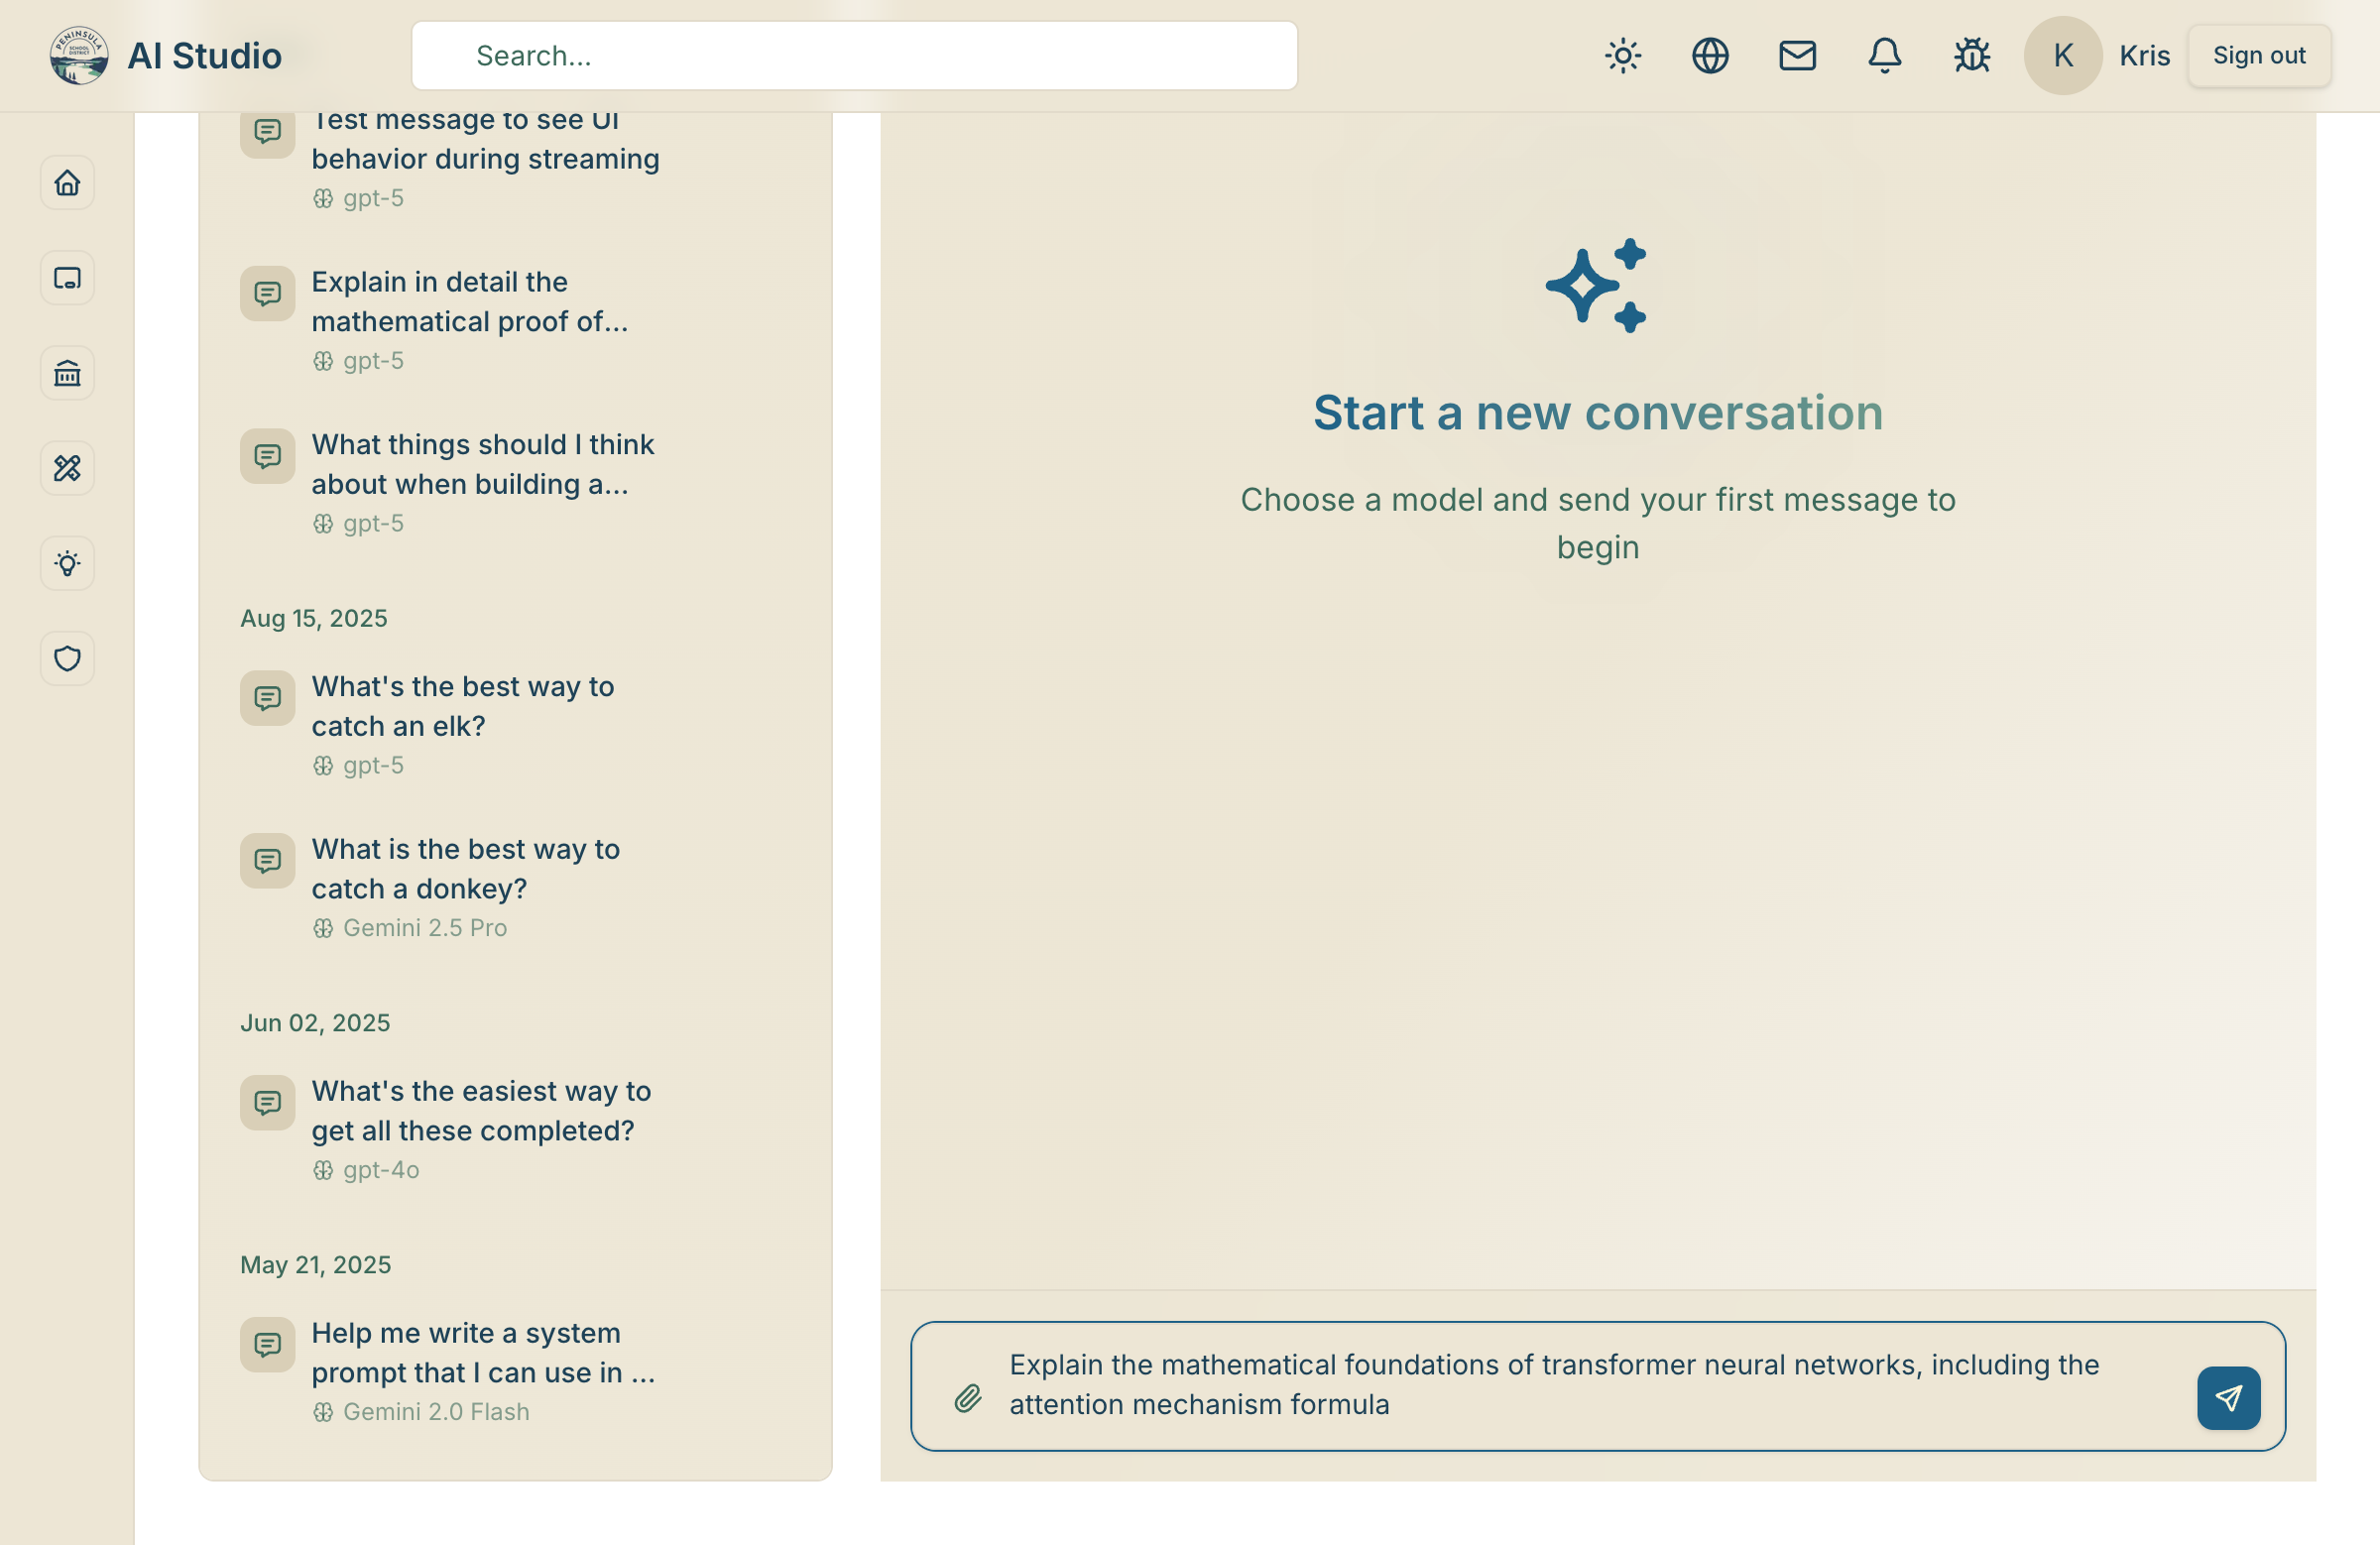 PENINSULA
SCHOOL
DISTRICT
AI Studio
Search...
K
Kris
Sign out
Test message to see UI
behavior during streaming
gpt-5
Explain in detail the
mathematical proof of...
gpt-5
What things should I think
about when building a...
gpt-5
Aug 15, 2025
What's the best way to
catch an elk?
gpt-5
What is the best way to
catch a donkey?
Gemini 2.5 Pro
Jun 02, 2025
What's the easiest way to
get all these completed?
gpt-4o
May 21, 2025
Help me write a system
prompt that I can use in ...
Gemini 2.0 Flash
Start a new conversation
Choose a model and send your first message to
begin
Explain the mathematical foundations of transformer neural networks, including the
attention mechanism formula